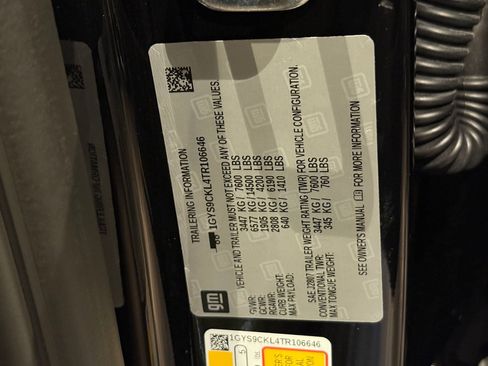 TRAILERING INFORMATION
1GYS9CKL4TR106646
VEHICLE AND TRAILER MUST NOT EXCEED ANY OF THESE VALUES.
GVWR: 3447 KG / 7600 LBS
GCWR: 6577 KG / 14500 LBS
RGAWR: 1905 KG / 4200 LBS
CURB WEIGHT: 2808 KG / 6190 LBS
MAX PAYLOAD: 640 KG / 1410 LBS
SAE J2807 TRAILER WEIGHT RATING (TWR) FOR VEHICLE CONFIGURATION.
CONVENTIONAL TWR: 3447 KG / 7600 LBS
MAX TONGUE WEIGHT: 345 KG / 760 LBS
SEE OWNER'S MANUAL FOR MORE INFORMATION
gm
1GYS9CKL4TR106646
5